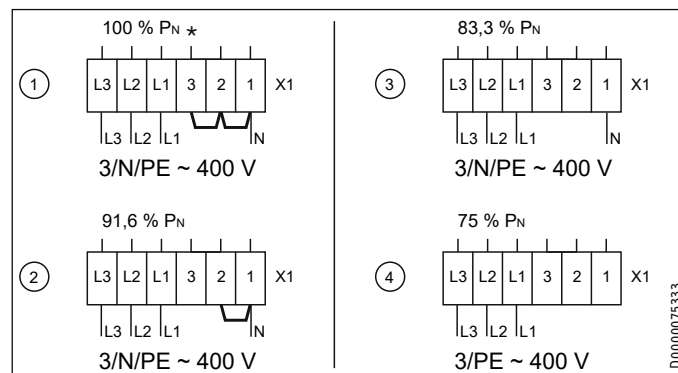 100 % PN *
1
L3 L2 L1 3 2 1 X1
L3 L2 L1 N
3/N/PE ~ 400 V
91,6 % PN
2
L3 L2 L1 3 2 1 X1
L3 L2 L1 N
3/N/PE ~ 400 V
83,3 % PN
3
L3 L2 L1 3 2 1 X1
L3 L2 L1 N
3/N/PE ~ 400 V
75 % PN
4
L3 L2 L1 3 2 1 X1
L3 L2 L1
3/PE ~ 400 V
D0000075333